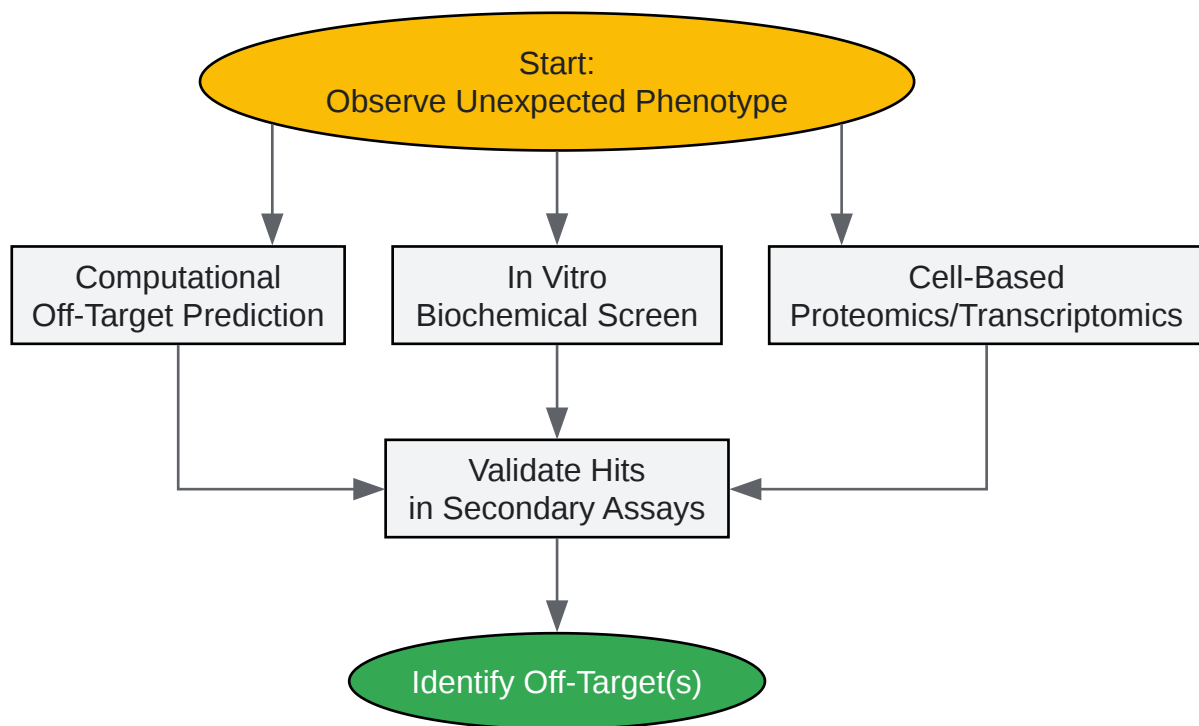 Start:
Observe Unexpected Phenotype
Computational
Off-Target Prediction
In Vitro
Biochemical Screen
Cell-Based
Proteomics/Transcriptomics
Validate Hits
in Secondary Assays
Identify Off-Target(s)